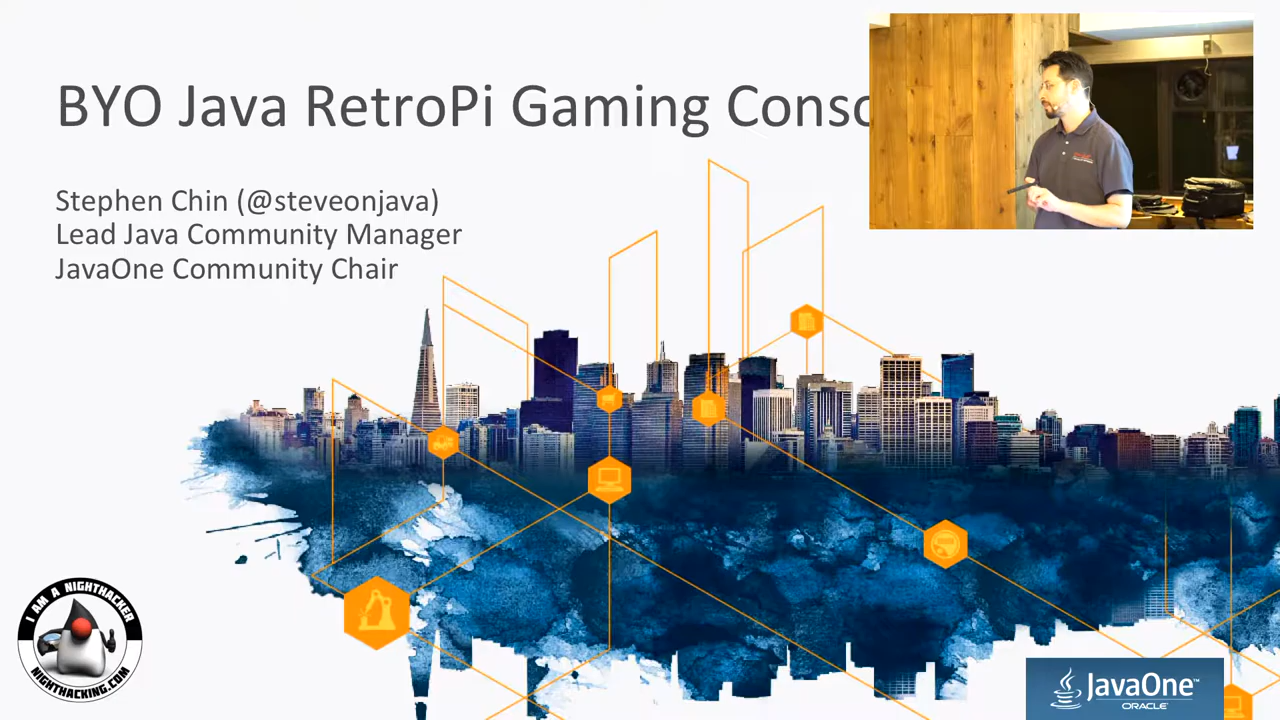 BYO Java RetroPi Gaming Conso
Stephen Chin (@steveonjava)
Lead Java Community Manager
JavaOne Community Chair
I AM A NIGHTHACKER
NIGHTHACKING.COM
JavaOne™
ORACLE